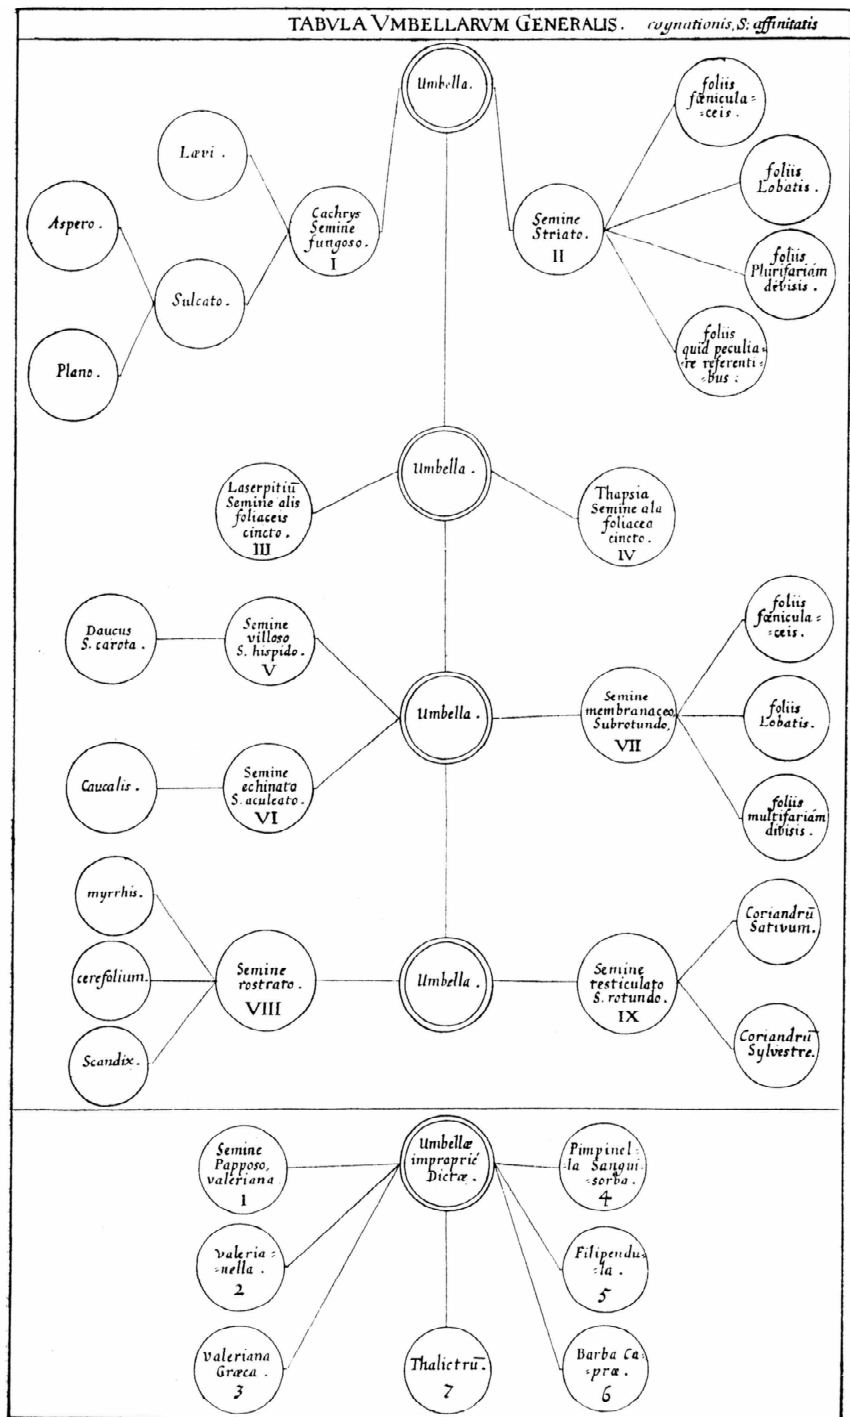 TABVLA VMBELLARVM GENERALIS. cognationis, S: affinitatis
Umbella.
foliis
fœnicula=
=ceis.
Lævi.
foliis
Lobatis.
Aspero.
Cachrys
Semine
fungoso.
I
Semine
Striato.
II
foliis
Plurifariám
divisis.
Sulcato.
Plano.
foliis
quid peculia=
=re referenti=
=bus:
Umbella.
Laserpitiū
Semine alis
foliaceis
cincto.
III
Thapsia
Semine ala
foliacea
cincto.
IV
foliis
fœnicula=
=ceis.
Daucus
S. carota.
Semine
villoso
S. hispido.
V
Umbella.
Semine
membranaceo,
Subrotundo,
VII
foliis
Lobatis.
Caucalis.
Semine
echinato
S. aculeato.
VI
foliis
multifariám
divisis.
myrrhis.
Coriandrū
Sativum.
cerefolium.
Semine
rostrato.
VIII
Umbella.
Semine
testiculato
S. rotundo.
IX
Scandix.
Coriandrū
Sylvestre.
Semine
Papposo,
valeriana
1
Umbellæ
impropriè
Dictæ.
Pimpinel=
=la Sangui=
=sorba.
4
Valeria=
=nella.
2
Filipendu=
=la.
5
Valeriana
Græca.
3
Thalictrū.
7
Barba Ca=
=præ.
6